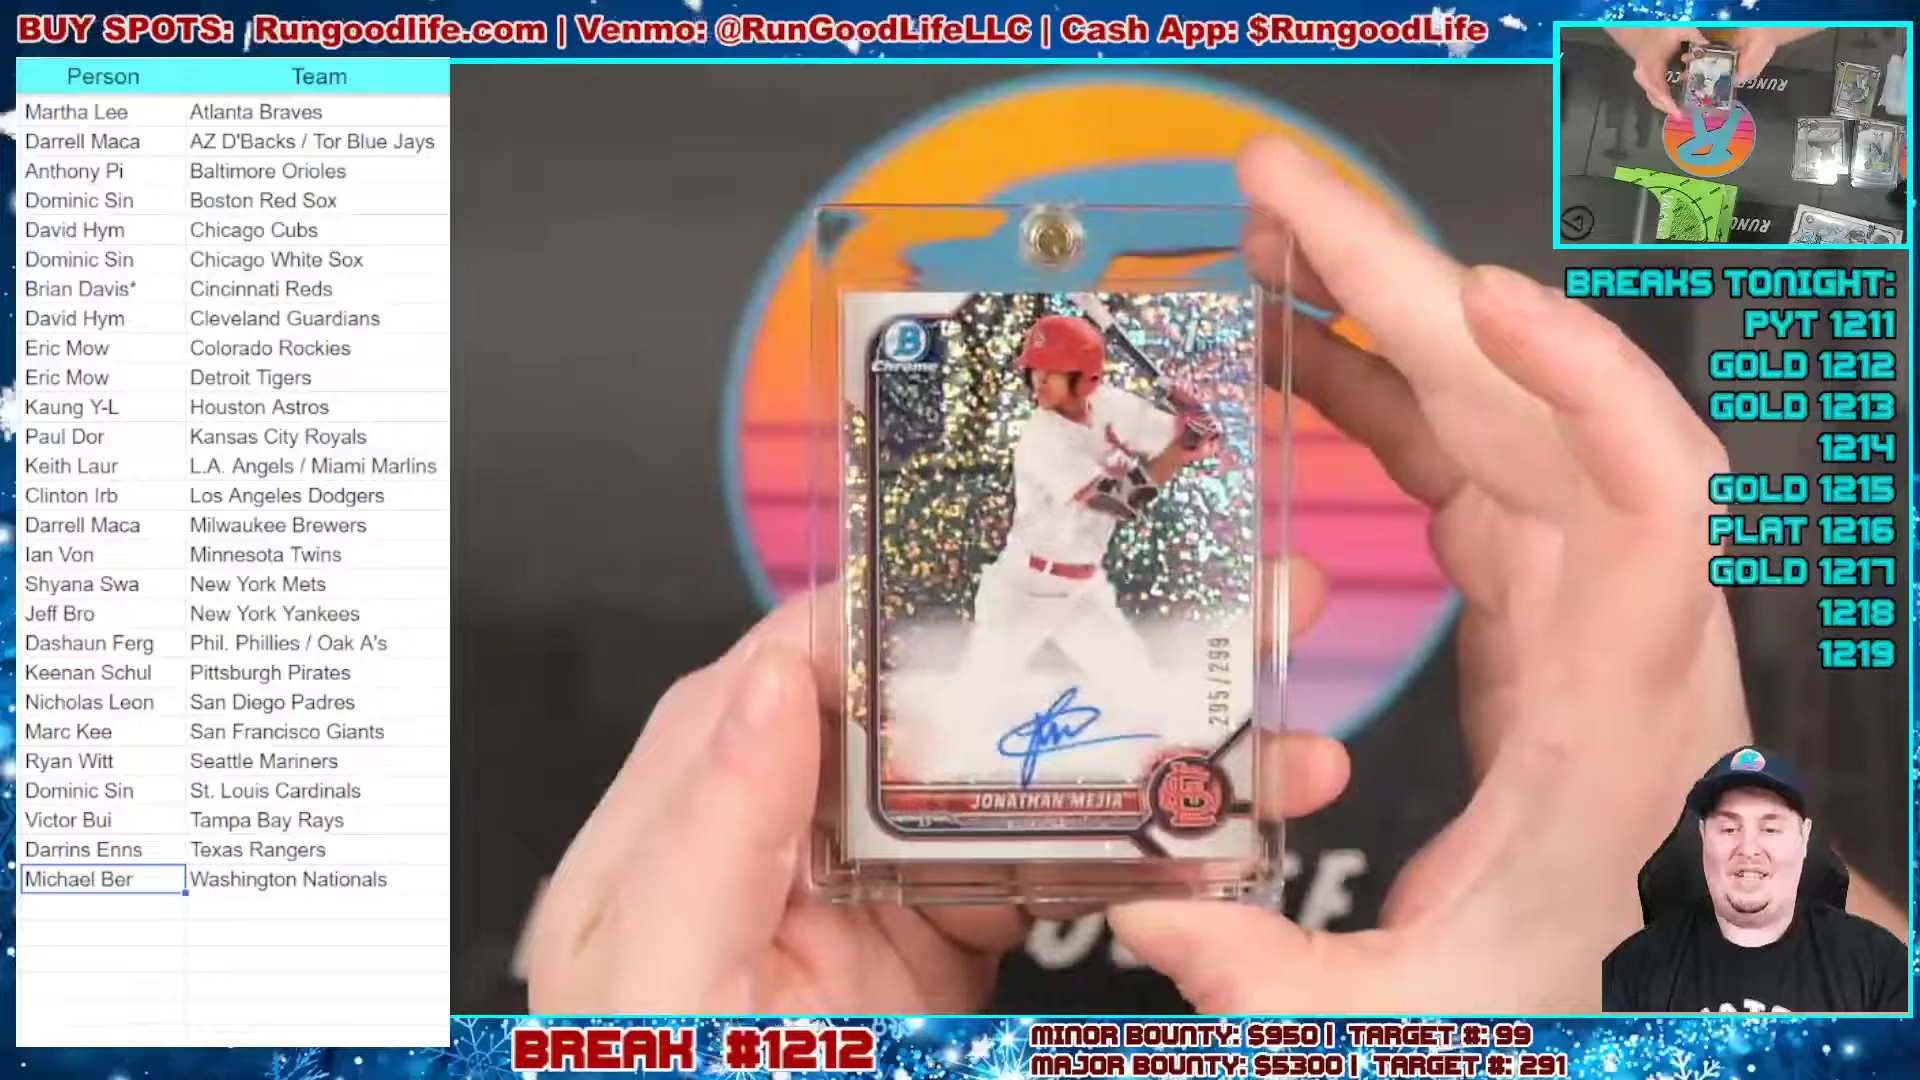 BUY SPOTS: Rungoodlife.com | Venmo: @RunGoodLifeLLC | Cash App: $RungoodLife
Person Team
Martha Lee Atlanta Braves
Darrell Maca AZ D'Backs / Tor Blue Jays
Anthony Pi Baltimore Orioles
Dominic Sin Boston Red Sox
David Hym Chicago Cubs
Dominic Sin Chicago White Sox
Brian Davis* Cincinnati Reds
David Hym Cleveland Guardians
Eric Mow Colorado Rockies
Eric Mow Detroit Tigers
Kaung Y-L Houston Astros
Paul Dor Kansas City Royals
Keith Laur L.A. Angels / Miami Marlins
Clinton Irb Los Angeles Dodgers
Darrell Maca Milwaukee Brewers
Ian Von Minnesota Twins
Shyana Swa New York Mets
Jeff Bro New York Yankees
Dashaun Ferg Phil. Phillies / Oak A's
Keenan Schul Pittsburgh Pirates
Nicholas Leon San Diego Padres
Marc Kee San Francisco Giants
Ryan Witt Seattle Mariners
Dominic Sin St. Louis Cardinals
Victor Bui Tampa Bay Rays
Darrins Enns Texas Rangers
Michael Ber Washington Nationals
B
Chrome
295/299
JONATHAN MEJIA
BREAKS TONIGHT:
PYT 1211
GOLD 1212
GOLD 1213
1214
GOLD 1215
PLAT 1216
GOLD 1217
1218
1219
BREAK #1212
MINOR BOUNTY: $950 | TARGET #: 99
MAJOR BOUNTY: $5300 | TARGET #: 291